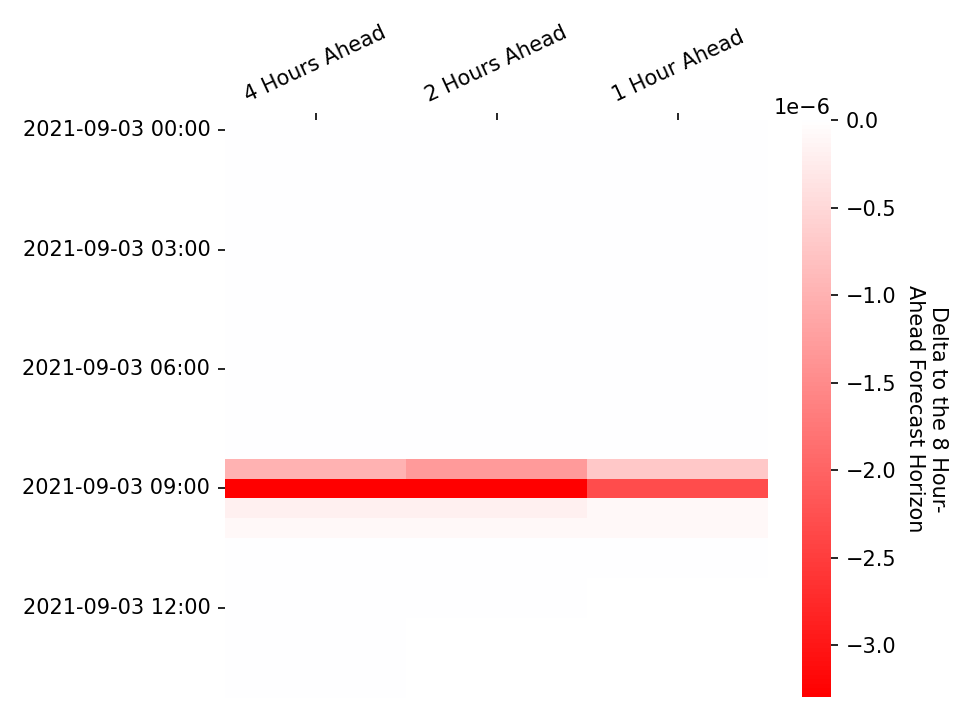 4 Hours Ahead
2 Hours Ahead
1 Hour Ahead
1e−6
2021-09-03 00:00
2021-09-03 03:00
2021-09-03 06:00
2021-09-03 09:00
2021-09-03 12:00
0.0
−0.5
−1.0
−1.5
−2.0
−2.5
−3.0
Delta to the 8 Hour-
Ahead Forecast Horizon